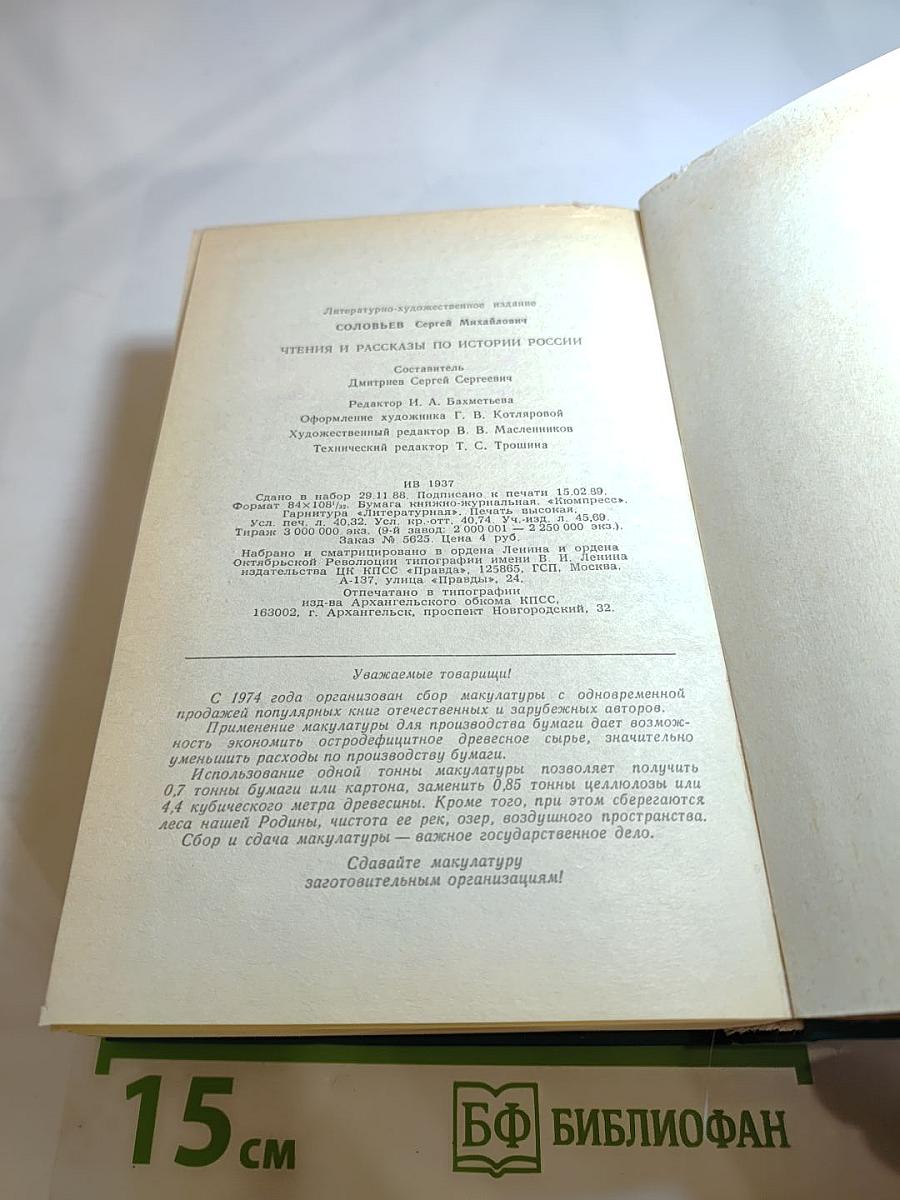 Литературно-художественное издание
СОЛОВЬЕВ Сергей Михайлович
ЧТЕНИЯ И РАССКАЗЫ ПО ИСТОРИИ РОССИИ
Составитель
Дмитриев Сергей Сергеевич
Редактор И. А. Бахметьева
Оформление художника Г. В. Котляровой
Художественный редактор В. В. Масленников
Технический редактор Т. С. Трошина
ИВ 1937
Сдано в набор 29.11.88. Подписано к печати 15.02.89.
Формат 84×108¹/₃₂. Бумага книжно-журнальная. «Кюмпресс».
Гарнитура «Литературная». Печать высокая.
Усл. печ. л. 40,32. Усл. кр.-отт. 40,74. Уч.-изд. л. 45,69.
Тираж 3 000 000 экз. (9-й завод: 2 000 001 — 2 250 000 экз.).
Заказ № 5625. Цена 4 руб.
Набрано и сматрицировано в ордена Ленина и ордена
Октябрьской Революции типографии имени В. И. Ленина
издательства ЦК КПСС «Правда», 125865, ГСП, Москва,
А-137, улица «Правды», 24.
Отпечатано в типографии
изд-ва Архангельского обкома КПСС,
163002, г. Архангельск, проспект Новгородский, 32.
Уважаемые товарищи!
С 1974 года организован сбор макулатуры с одновременной
продажей популярных книг отечественных и зарубежных авторов.
Применение макулатуры для производства бумаги дает возмож-
ность экономить остродефицитное древесное сырье, значительно
уменьшить расходы по производству бумаги.
Использование одной тонны макулатуры позволяет получить
0,7 тонны бумаги или картона, заменить 0,85 тонны целлюлозы или
4,4 кубического метра древесины. Кроме того, при этом сберегаются
леса нашей Родины, чистота ее рек, озер, воздушного пространства.
Сбор и сдача макулатуры — важное государственное дело.
Сдавайте макулатуру
заготовительным организациям!
15 см
БФ БИБЛИОФАН